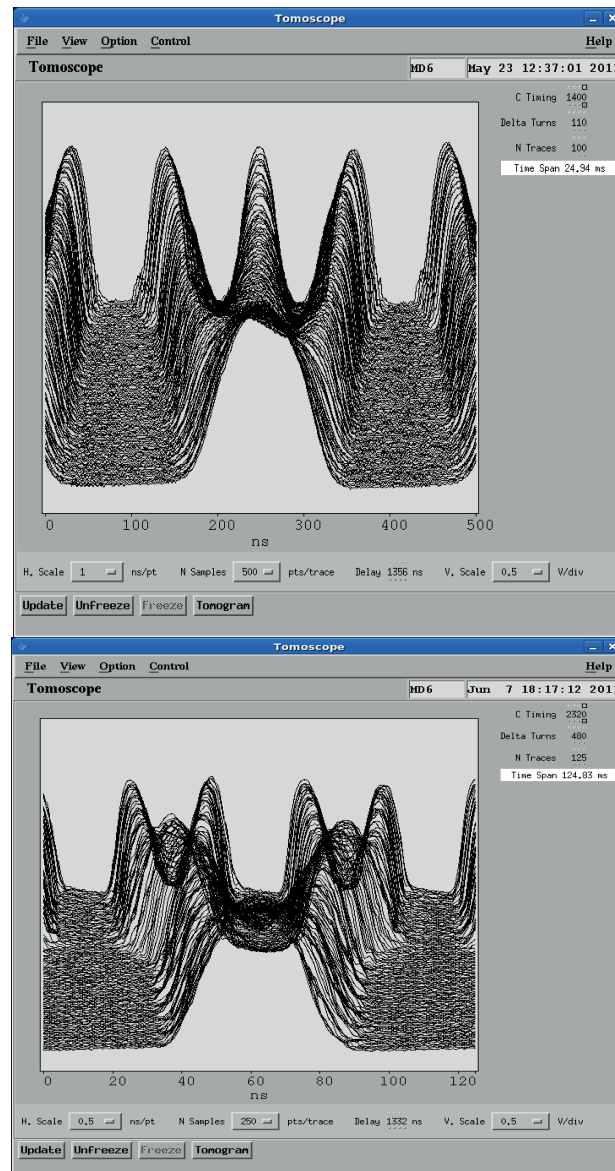 Tomoscope
File View Option Control Help
Tomoscope MD6 May 23 12:37:01 201
C Timing 1400
Delta Turns 110
N Traces 100
Time Span 24.94 ms
0 100 200 300 400 500
ns
H. Scale 1 ns/pt N Samples 500 pts/trace Delay 1356 ns V. Scale 0.5 V/div
Update Unfreeze Freeze Tomogram
Tomoscope
File View Option Control Help
Tomoscope MD6 Jun 7 18:17:12 201
C Timing 2320
Delta Turns 480
N Traces 125
Time Span 124.83 ms
0 20 40 60 80 100 120
ns
H. Scale 0.5 ns/pt N Samples 250 pts/trace Delay 1332 ns V. Scale 0.5 V/div
Update Unfreeze Freeze Tomogram